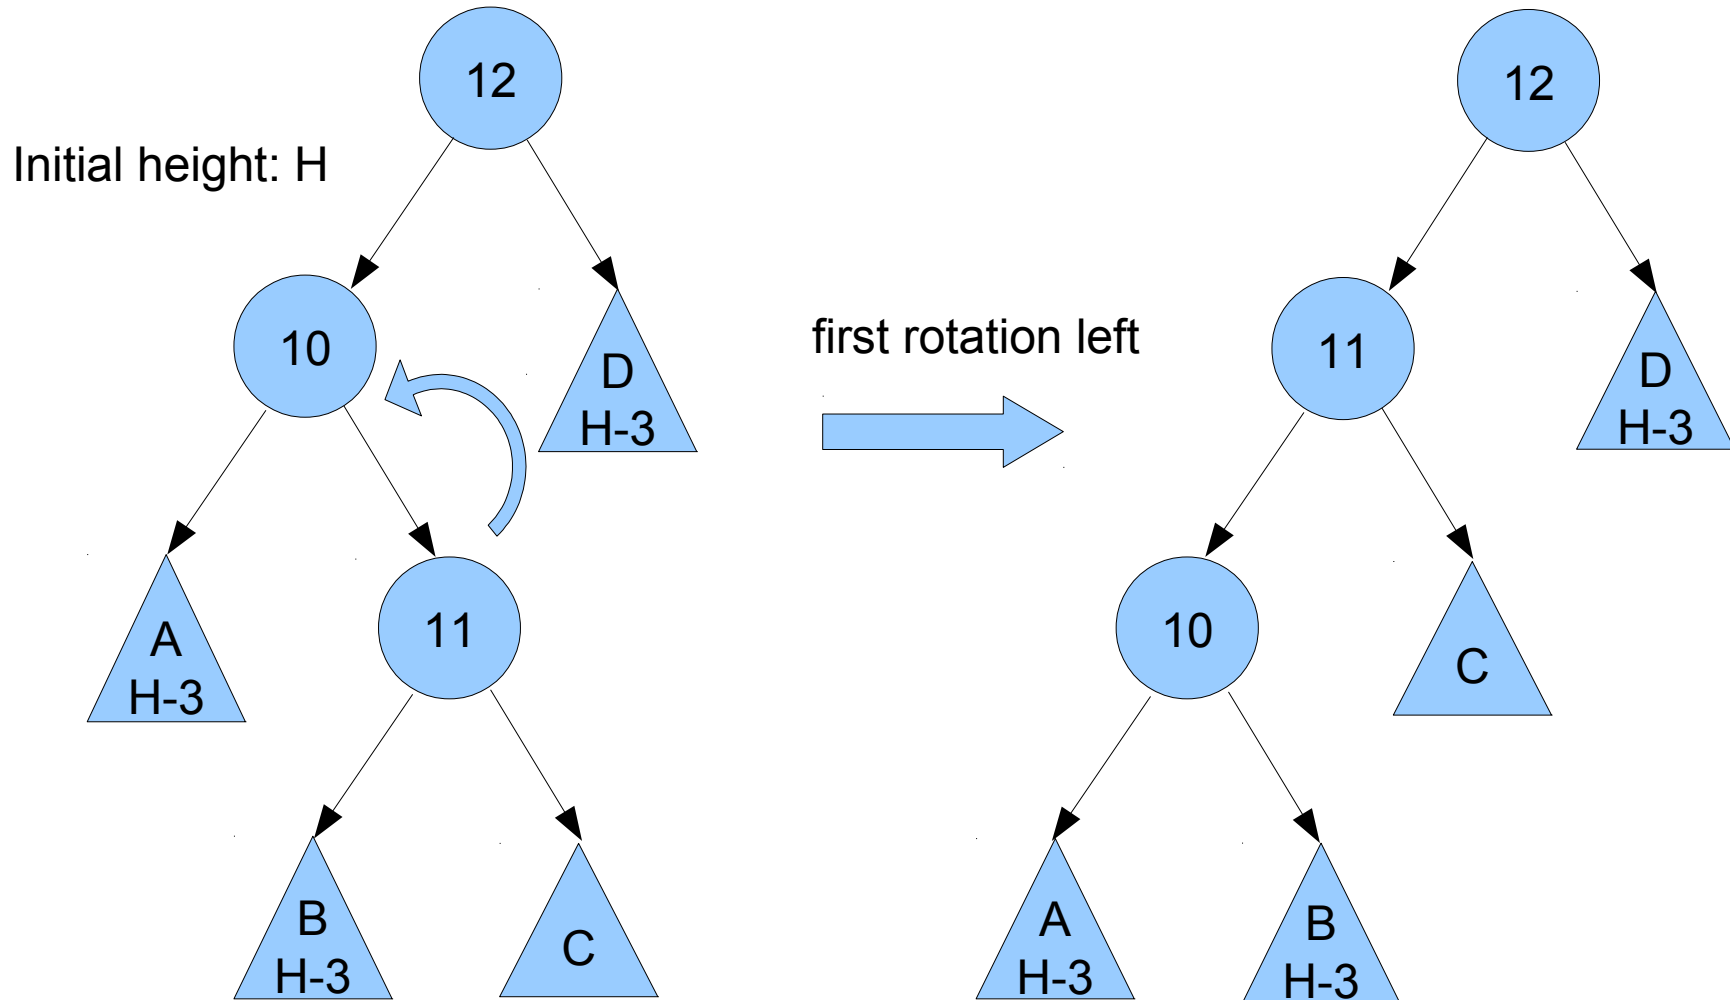 12
Initial height: H
10
D
H-3
A
H-3
11
B
H-3
C
first rotation left
12
11
D
H-3
10
C
A
H-3
B
H-3